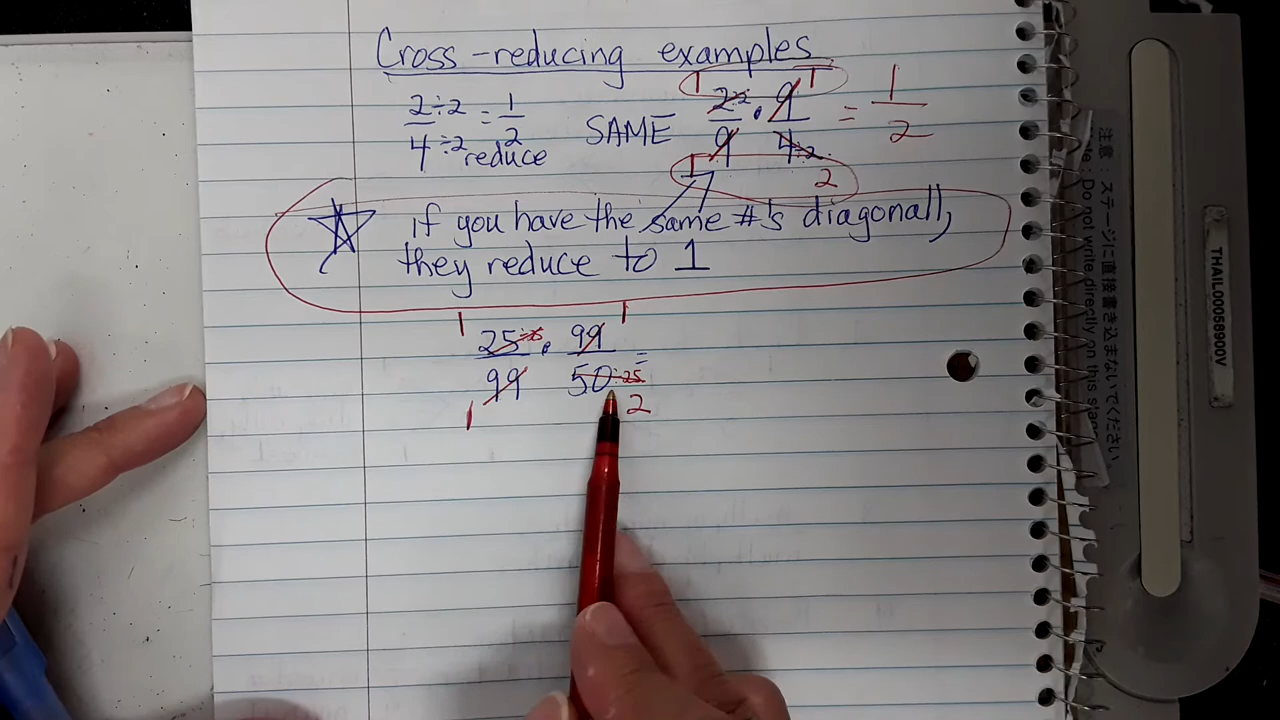 Cross-reducing examples
2÷2 / 4÷2 = 1/2 reduce SAME 1 2÷2 / 9 1 · 9 1 / 4÷2 2 = 1/2
if you have the same #'s diagonall,
they reduce to 1
1 25 / 99 1 · 99 1 / 50÷25 2 =
注意:ステージに直接書き込まないでください
Do not write directly on this stage
THAIL00058900V